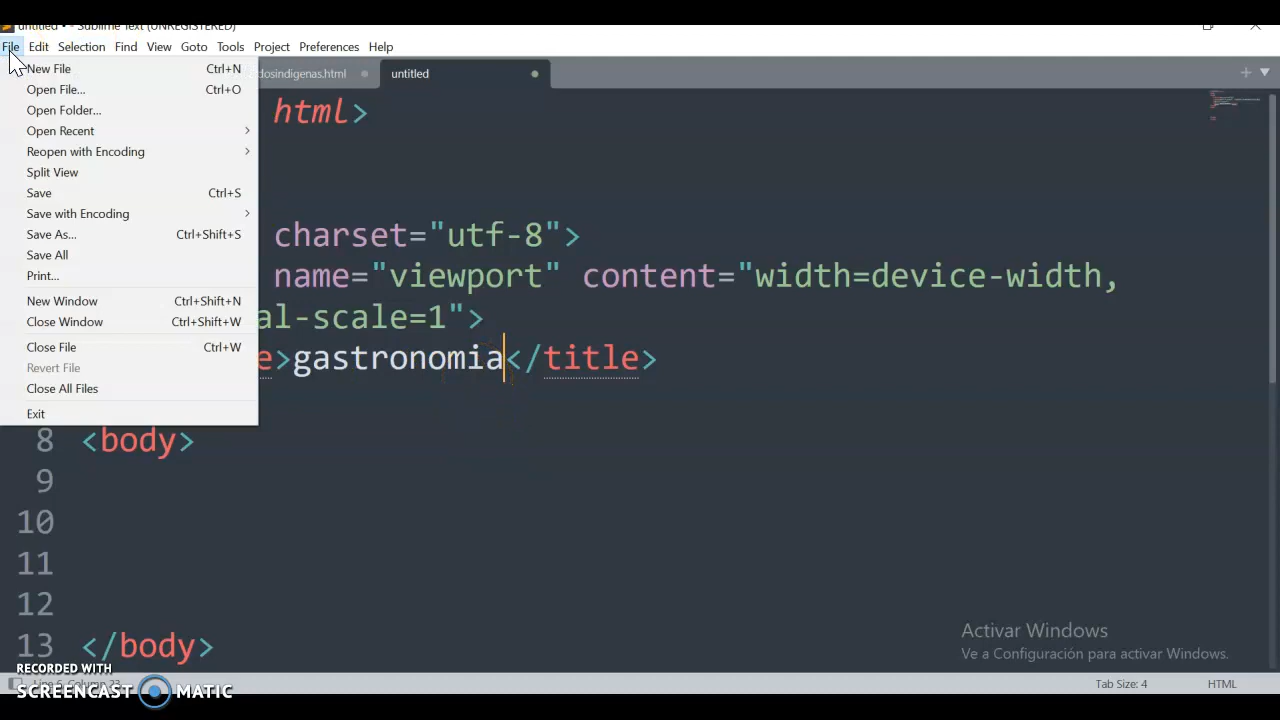 untitled • - Sublime Text (UNREGISTERED)
File Edit Selection Find View Goto Tools Project Preferences Help
New File Ctrl+N
Open File... Ctrl+O
Open Folder...
Open Recent
Reopen with Encoding
Split View
Save Ctrl+S
Save with Encoding
Save As... Ctrl+Shift+S
Save All
Print...
New Window Ctrl+Shift+N
Close Window Ctrl+Shift+W
Close File Ctrl+W
Revert File
Close All Files
Exit
dosindigenas.html
untitled
html>
charset="utf-8">
name="viewport" content="width=device-width,
al-scale=1">
e>gastronomia</title>
8 <body>
9
10
11
12
13 </body>
Activar Windows
Ve a Configuración para activar Windows.
RECORDED WITH
SCREENCAST MATIC
Line 6, Column 23
Tab Size: 4
HTML